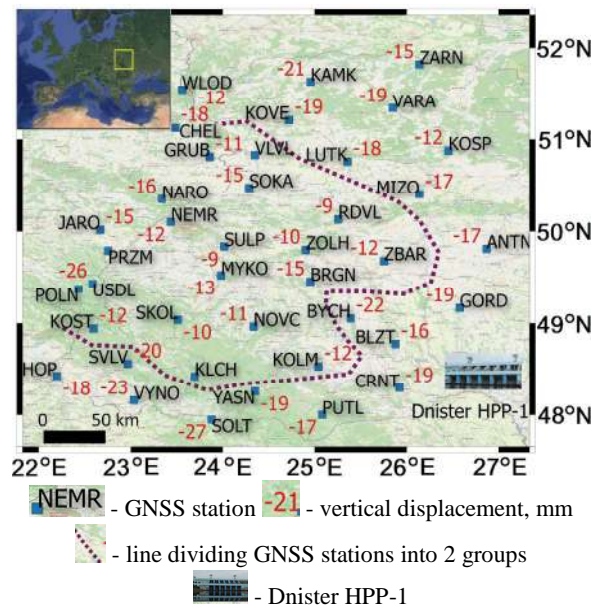 -15 ZARN 52°N
-21 KAMK
WLOD
12 -19 VARA
KOVE -19
-18
CHEL -12 KOSP 51°N
GRUB -11 VLVL LUTK -18
-16 -15 SOKA MIZO -17
NARO
JARO -15 NEMR -9 RDVL
-12 SULP -10 ZOLH -12 ZBAR -17 ANTN 50°N
PRZM -9
-26 MYKO -15 BRGN
POLN USDL 13 -22 -19 GORD
KOST -12 SKOL -11 NOVC BYCH 49°N
-10 BLZT -16
SVLV -20 KOLM -12
HOP KLCH CRNT -19
-18 -23 VYNO YASN -19 Dnister HPP-1
0 50 km SOLT -17 PUTL 48°N
-27
22°E 23°E 24°E 25°E 26°E 27°E
NEMR - GNSS station -21 - vertical displacement, mm
- line dividing GNSS stations into 2 groups
- Dnister HPP-1